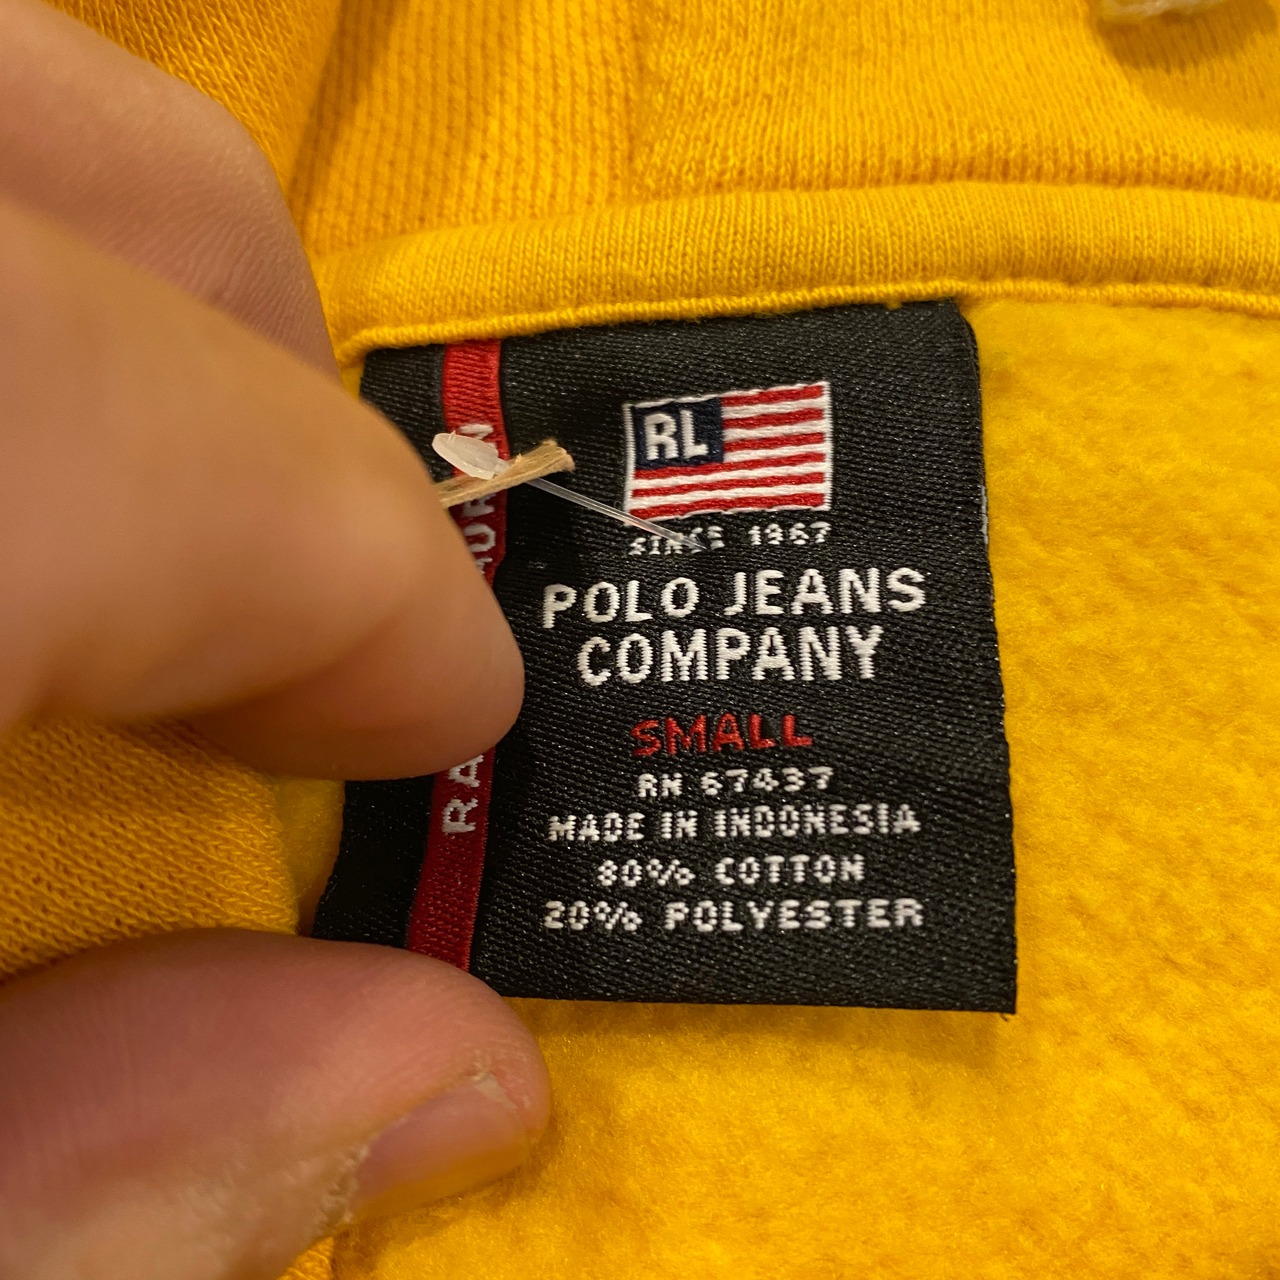 RL
SINCE 1967
POLO JEANS
COMPANY
SMALL
RN 67437
MADE IN INDONESIA
80% COTTON
20% POLYESTER